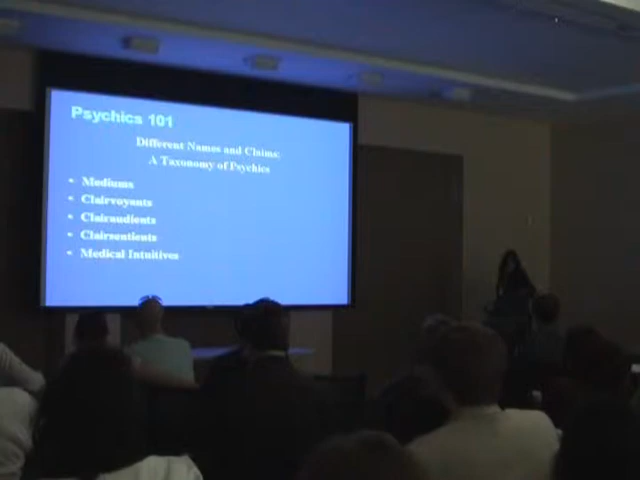 Psychics 101
Different Names and Claims:
A Taxonomy of Psychics
- Mediums
- Clairvoyants
- Clairaudients
- Clairsentients
- Medical Intuitives